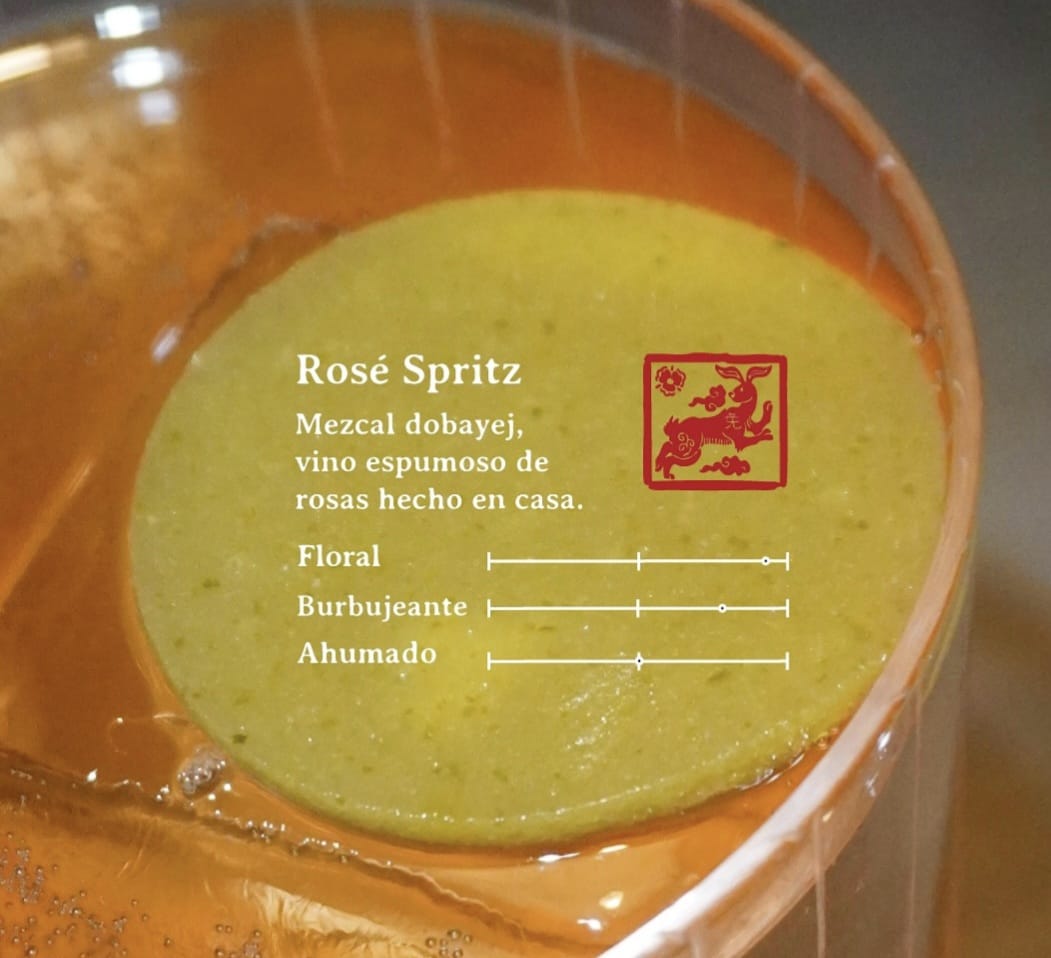 Rosé Spritz
Mezcal dobayej,
vino espumoso de
rosas hecho en casa.
Floral
Burbujeante
Ahumado